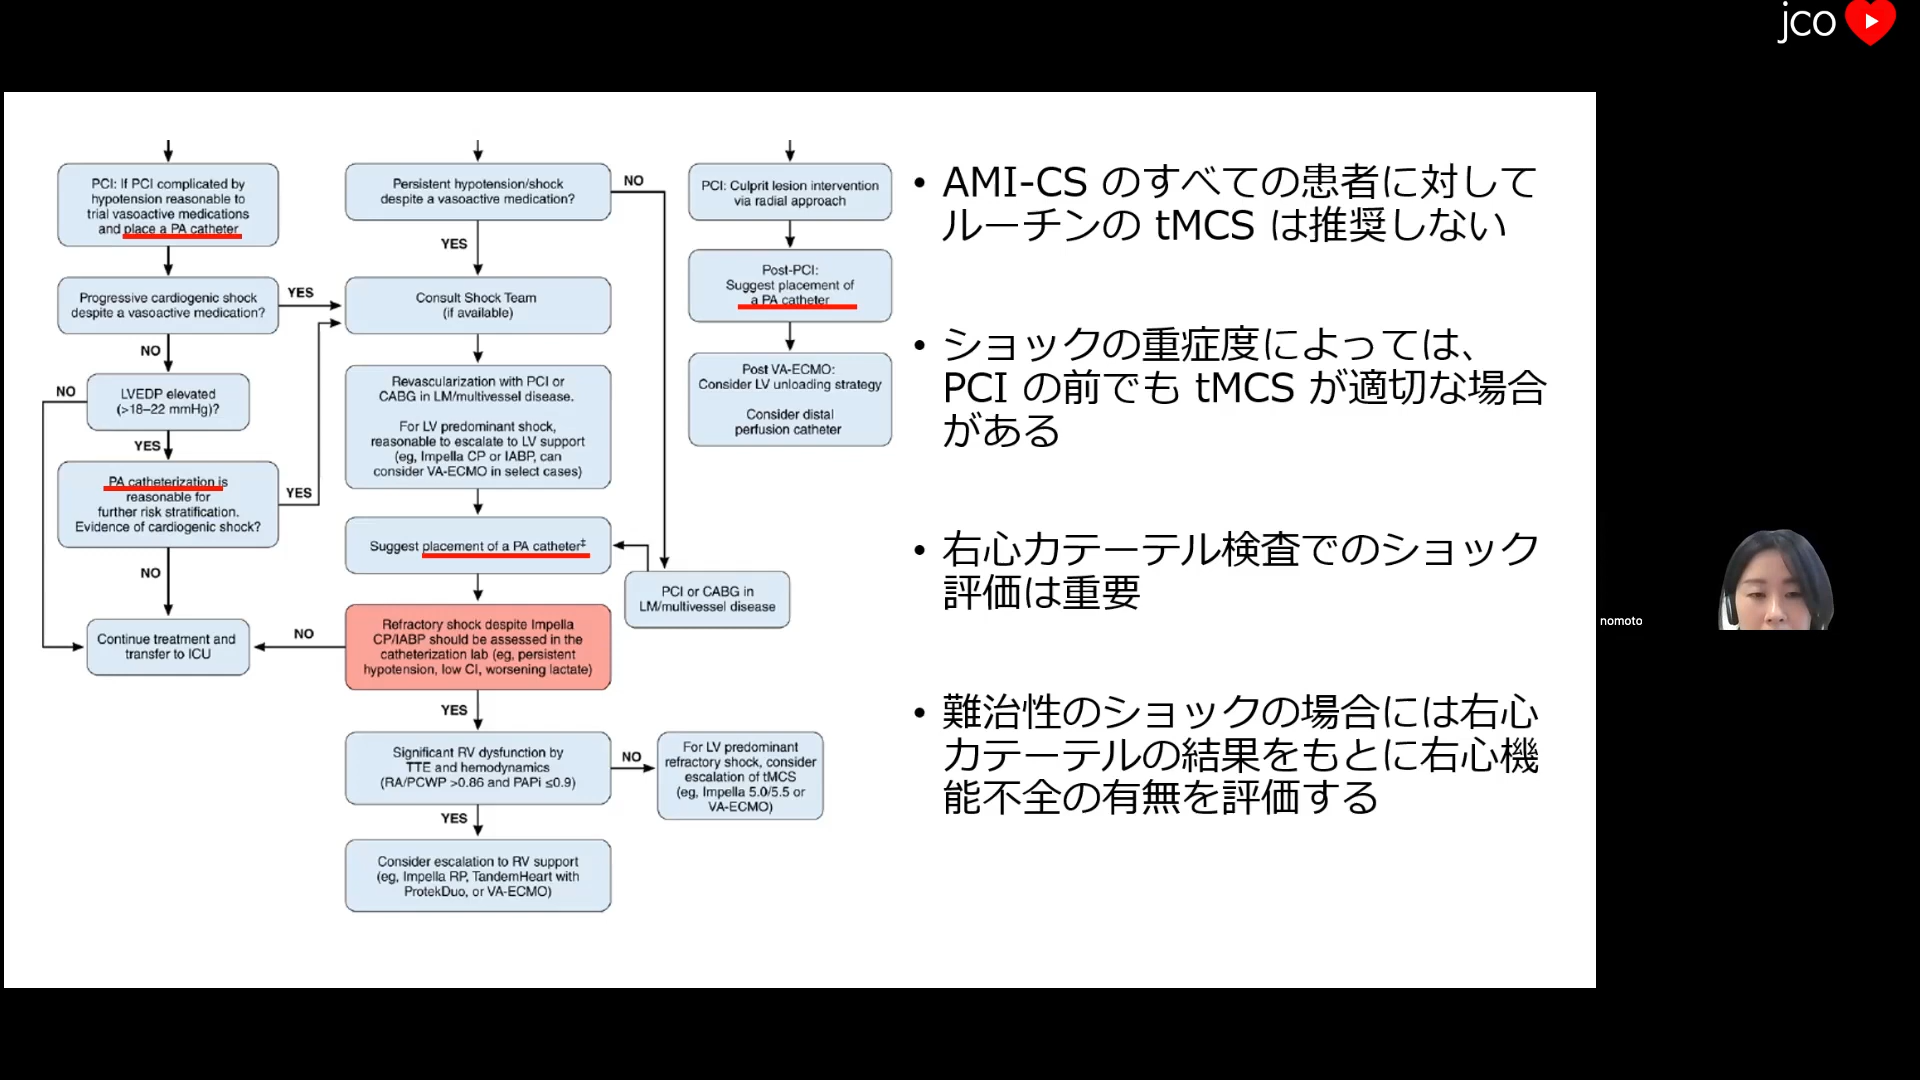 jco
PCI: If PCI complicated by
hypotension reasonable to
trial vasoactive medications
and place a PA catheter
Progressive cardiogenic shock
despite a vasoactive medication?
YES
NO
LVEDP elevated
(>18–22 mmHg)?
NO
YES
PA catheterization is
reasonable for
further risk stratification.
Evidence of cardiogenic shock?
YES
NO
Continue treatment and
transfer to ICU
Persistent hypotension/shock
despite a vasoactive medication?
NO
YES
Consult Shock Team
(if available)
Revascularization with PCI or
CABG in LM/multivessel disease.
For LV predominant shock,
reasonable to escalate to LV support
(eg, Impella CP or IABP, can
consider VA-ECMO in select cases)
Suggest placement of a PA catheter‡
PCI or CABG in
LM/multivessel disease
Refractory shock despite Impella
CP/IABP should be assessed in the
catheterization lab (eg, persistent
hypotension, low CI, worsening lactate)
NO
YES
Significant RV dysfunction by
TTE and hemodynamics
(RA/PCWP >0.86 and PAPi ≤0.9)
NO
For LV predominant
refractory shock, consider
escalation of tMCS
(eg, Impella 5.0/5.5 or
VA-ECMO)
YES
Consider escalation to RV support
(eg, Impella RP, TandemHeart with
ProtekDuo, or VA-ECMO)
PCI: Culprit lesion intervention
via radial approach
Post-PCI:
Suggest placement of
a PA catheter
Post VA-ECMO:
Consider LV unloading strategy
Consider distal
perfusion catheter
• AMI-CS のすべての患者に対して
ルーチンの tMCS は推奨しない
• ショックの重症度によっては、
PCI の前でも tMCS が適切な場合
がある
• 右心カテーテル検査でのショック
評価は重要
• 難治性のショックの場合には右心
カテーテルの結果をもとに右心機
能不全の有無を評価する
nomoto